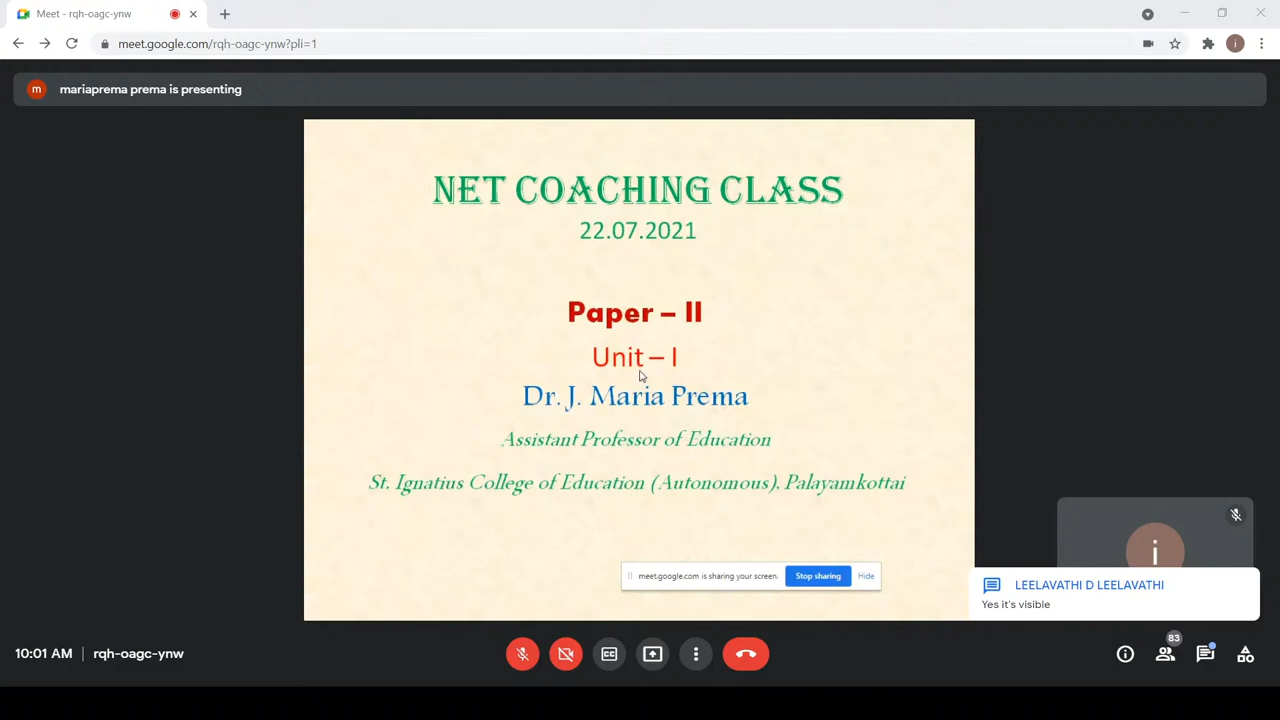 Meet - rqh-oagc-ynw
meet.google.com/rqh-oagc-ynw?pli=1
i
m
mariaprema prema is presenting
NET COACHING CLASS
22.07.2021
Paper – II
Unit – I
Dr. J. Maria Prema
Assistant Professor of Education
St. Ignatius College of Education (Autonomous), Palayamkottai
meet.google.com is sharing your screen.
Stop sharing
Hide
i
LEELAVATHI D LEELAVATHI
Yes it's visible
10:01 AM | rqh-oagc-ynw
CC
83